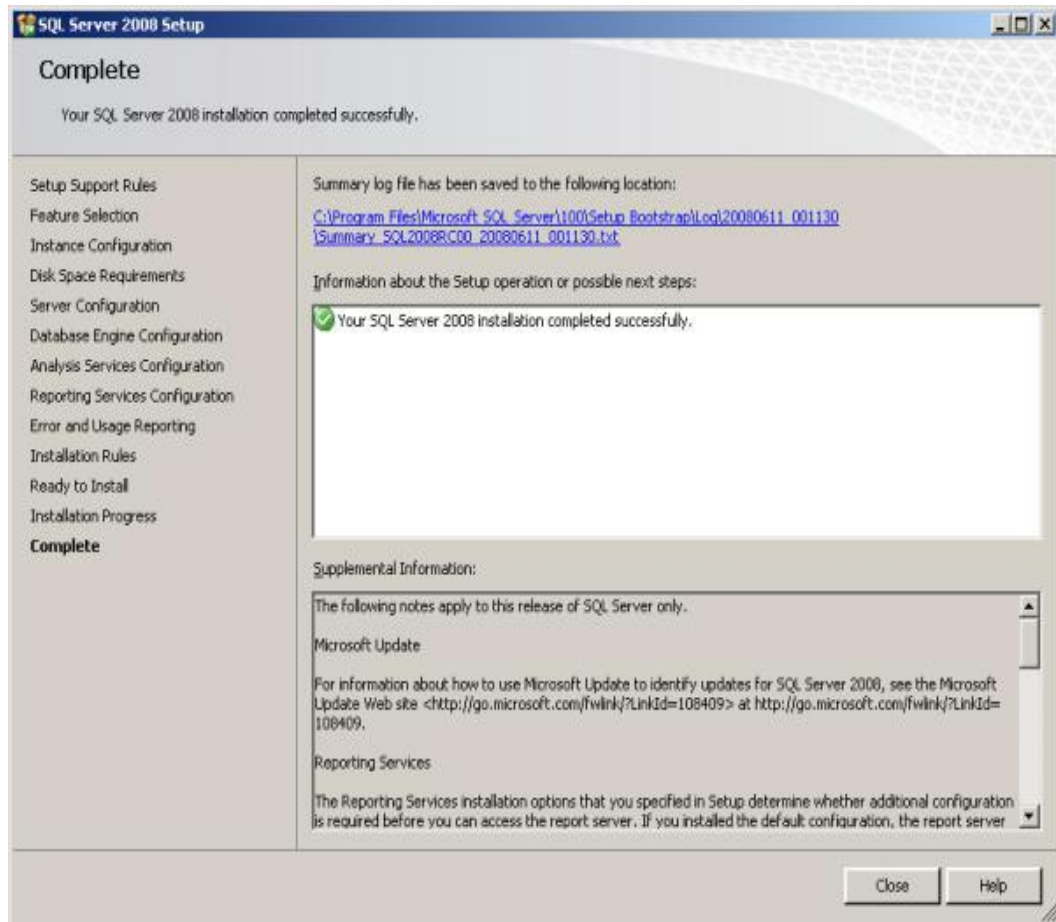 SQL Server 2008 Setup
Complete
Your SQL Server 2008 installation completed successfully.
Setup Support Rules
Feature Selection
Instance Configuration
Disk Space Requirements
Server Configuration
Database Engine Configuration
Analysis Services Configuration
Reporting Services Configuration
Error and Usage Reporting
Installation Rules
Ready to Install
Installation Progress
Complete
Summary log file has been saved to the following location:
C:\Program Files\Microsoft SQL Server\100\Setup Bootstrap\Log\20080611_001130
\Summary_SQL2008RC00_20080611_001130.txt
Information about the Setup operation or possible next steps:
Your SQL Server 2008 installation completed successfully.
Supplemental Information:
The following notes apply to this release of SQL Server only.
Microsoft Update
For information about how to use Microsoft Update to identify updates for SQL Server 2008, see the Microsoft
Update Web site <http://go.microsoft.com/fwlink/?LinkId=108409> at http://go.microsoft.com/fwlink/?LinkId=
108409.
Reporting Services
The Reporting Services installation options that you specified in Setup determine whether additional configuration
is required before you can access the report server. If you installed the default configuration, the report server
Close
Help